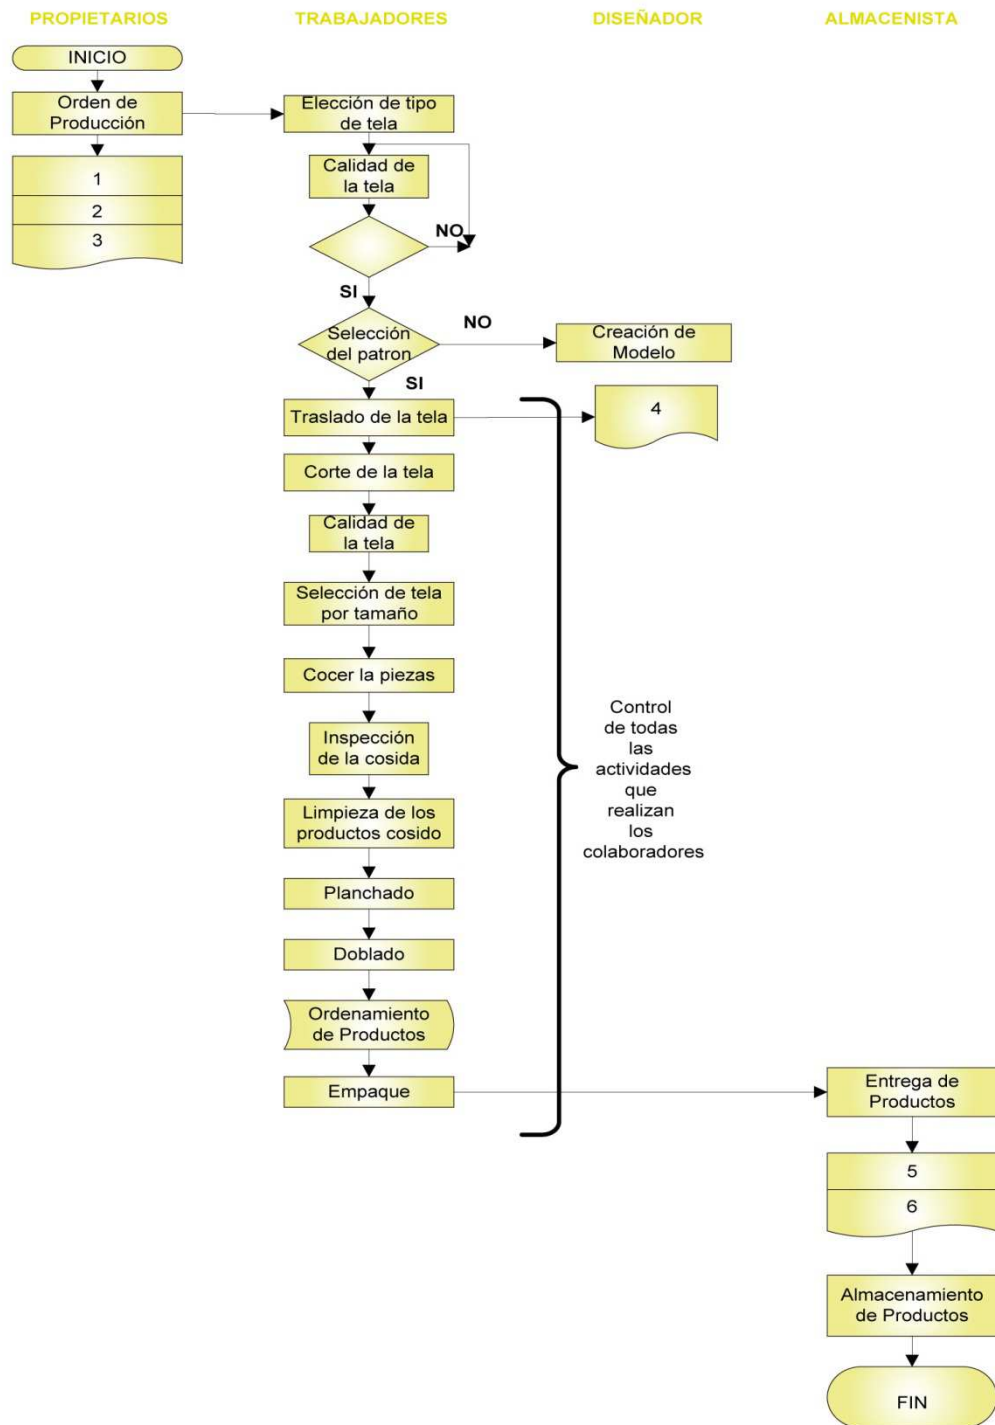 PROPIETARIOS
TRABAJADORES
DISEÑADOR
ALMACENISTA
INICIO
Orden de
Producción
1
2
3
Elección de tipo
de tela
Calidad de
la tela
NO
SI
Selección
del patron
NO
Creación de
Modelo
SI
Traslado de la tela
4
Corte de la tela
Calidad de
la tela
Selección de tela
por tamaño
Cocer la piezas
Inspección
de la cosida
Limpieza de los
productos cosido
Planchado
Doblado
Ordenamiento
de Productos
Empaque
Control
de todas
las
actividades
que
realizan
los
colaboradores
Entrega de
Productos
5
6
Almacenamiento
de Productos
FIN